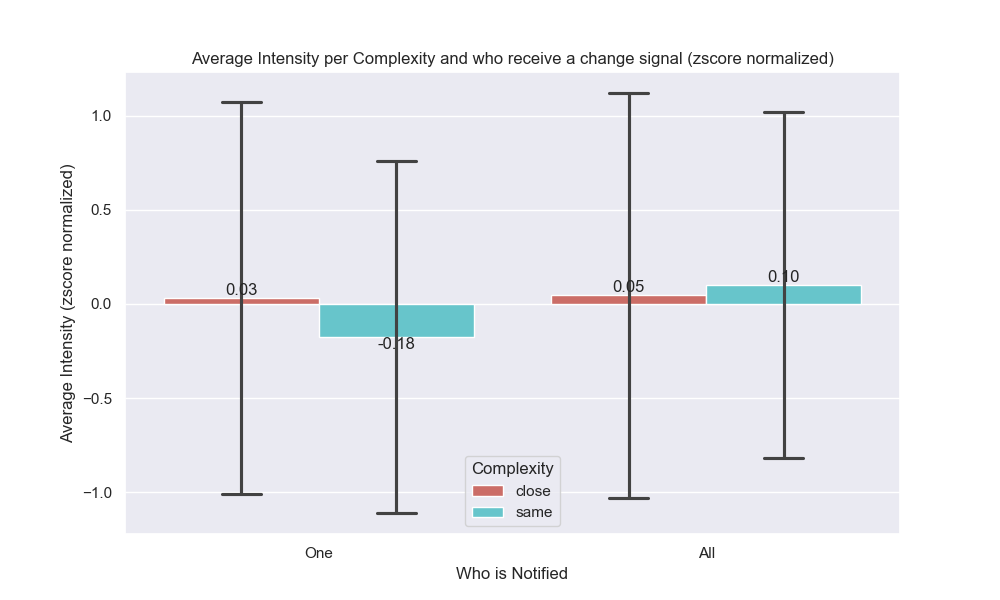 Average Intensity per Complexity and who receive a change signal (zscore normalized)
Average Intensity (zscore normalized)
1.0
0.5
0.0
−0.5
−1.0
0.03
-0.18
0.05
0.10
Complexity
close
same
One
All
Who is Notified